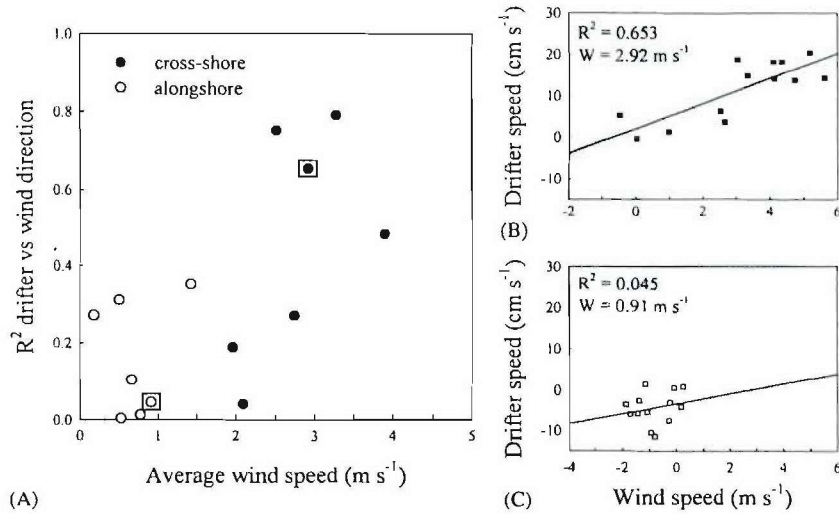 1.0
0.8
0.6
0.4
0.2
0.0
R² drifter vs wind direction
cross-shore
alongshore
0 1 2 3 4 5
Average wind speed (m s⁻¹)
(A)
R² = 0.653
W = 2.92 m s⁻¹
30
20
10
0
-10
Drifter speed (cm s⁻¹)
-2 0 2 4 6
(B)
R² = 0.045
W = 0.91 m s⁻¹
30
20
10
0
-10
Drifter speed (cm s⁻¹)
-4 -2 0 2 4 6
(C)
Wind speed (m s⁻¹)